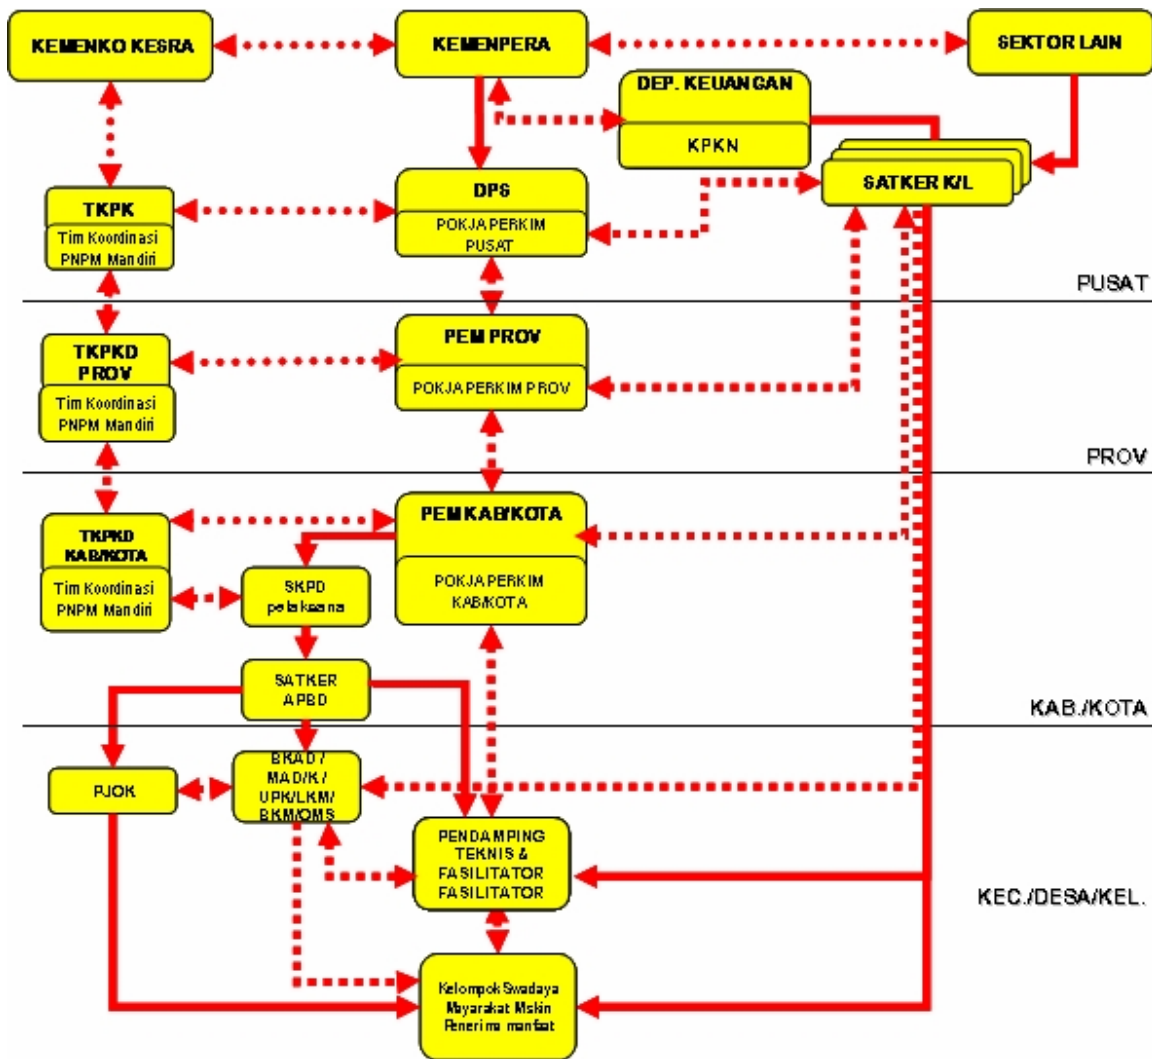 KEMENKO KESRA
KEMENPERA
SEKTOR LAIN
DEP. KEUANGAN
KPKN
SATKER K/L
TKPK
Tim Koordinasi
PNPM Mandiri
DPS
POKJA PERKIM
PUSAT
PUSAT
TKPKD
PROV
Tim Koordinasi
PNPM Mandiri
PEM PROV
POKJA PERKIM PROV
PROV
TKPKD
KAB/KOTA
Tim Koordinasi
PNPM Mandiri
PEM KAB/KOTA
POKJA PERKIM
KAB/KOTA
SKPD
pelaksana
SATKER
APBD
KAB./KOTA
PJOK
BKAD /
MAD/K /
UPK/LKM/
BKM/OMS
PENDAMPING
TEKNIS &
FASILITATOR
FASILITATOR
KEC./DESA/KEL.
Kelompok Swadaya
Mayarakat Miskin
Penerima manfaat